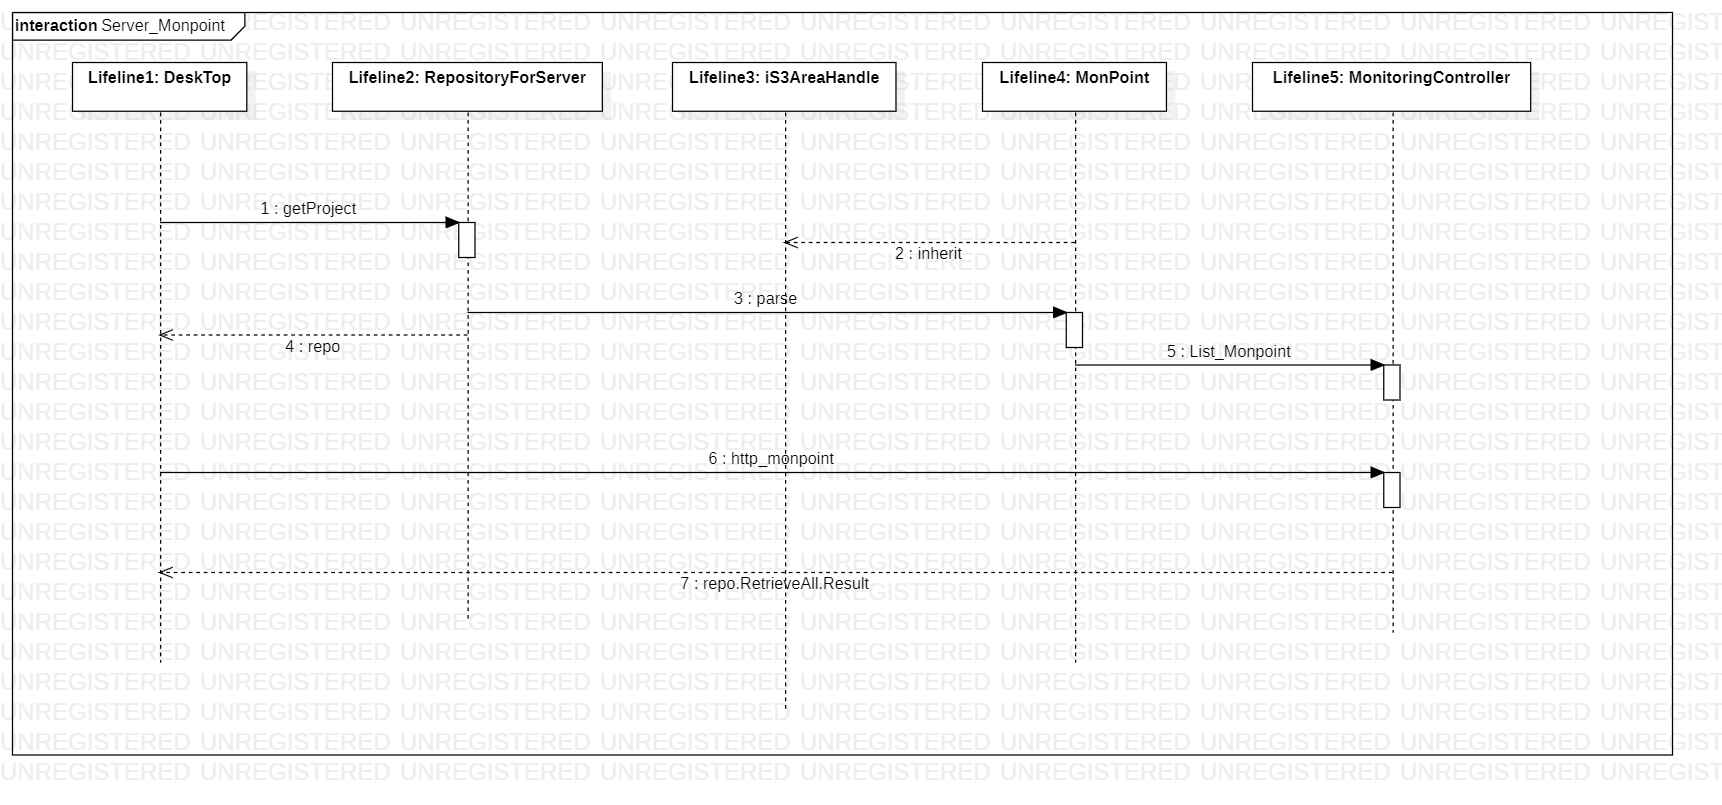 interaction Server_Monpoint
Lifeline1: DeskTop
Lifeline2: RepositoryForServer
Lifeline3: iS3AreaHandle
Lifeline4: MonPoint
Lifeline5: MonitoringController
1 : getProject
2 : inherit
3 : parse
4 : repo
5 : List_Monpoint
6 : http_monpoint
7 : repo.RetrieveAll.Result
UNREGISTERED